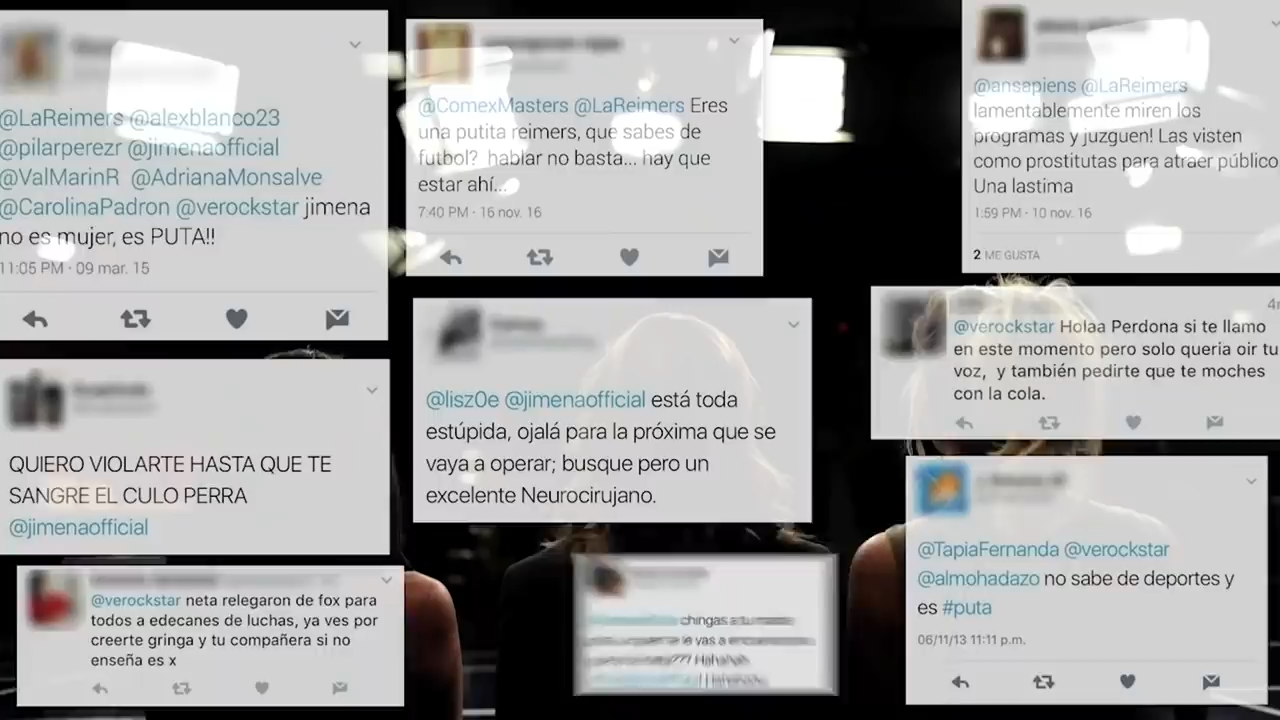 @LaReimers @alexblanco23
@pilarperezr @jimenaofficial
@ValMarinR @AdrianaMonsalve
@CarolinaPadron @verockstar jimena
no es mujer, es PUTA!!
11:05 PM · 09 mar. 15
@ComexMasters @LaReimers Eres
una putita reimers, que sabes de
futbol? hablar no basta... hay que
estar ahí...
7:40 PM · 16 nov. 16
@ansapiens @LaReimers
lamentablemente miren los
programas y juzguen! Las visten
como prostitutas para atraer público
Una lastima
1:59 PM · 10 nov. 16
2 ME GUSTA
QUIERO VIOLARTE HASTA QUE TE
SANGRE EL CULO PERRA
@jimenaofficial
@lisz0e @jimenaofficial está toda
estúpida, ojalá para la próxima que se
vaya a operar; busque pero un
excelente Neurocirujano.
@verockstar Holaa Perdona si te llamo
en este momento pero solo queria oir tu
voz, y también pedirte que te moches
con la cola.
@verockstar neta relegaron de fox para
todos a edecanes de luchas, ya ves por
creerte gringa y tu compañera si no
enseña es x
chingas a tu
le vas a
@TapiaFernanda @verockstar
@almohadazo no sabe de deportes y
es #puta
06/11/13 11:11 p.m.